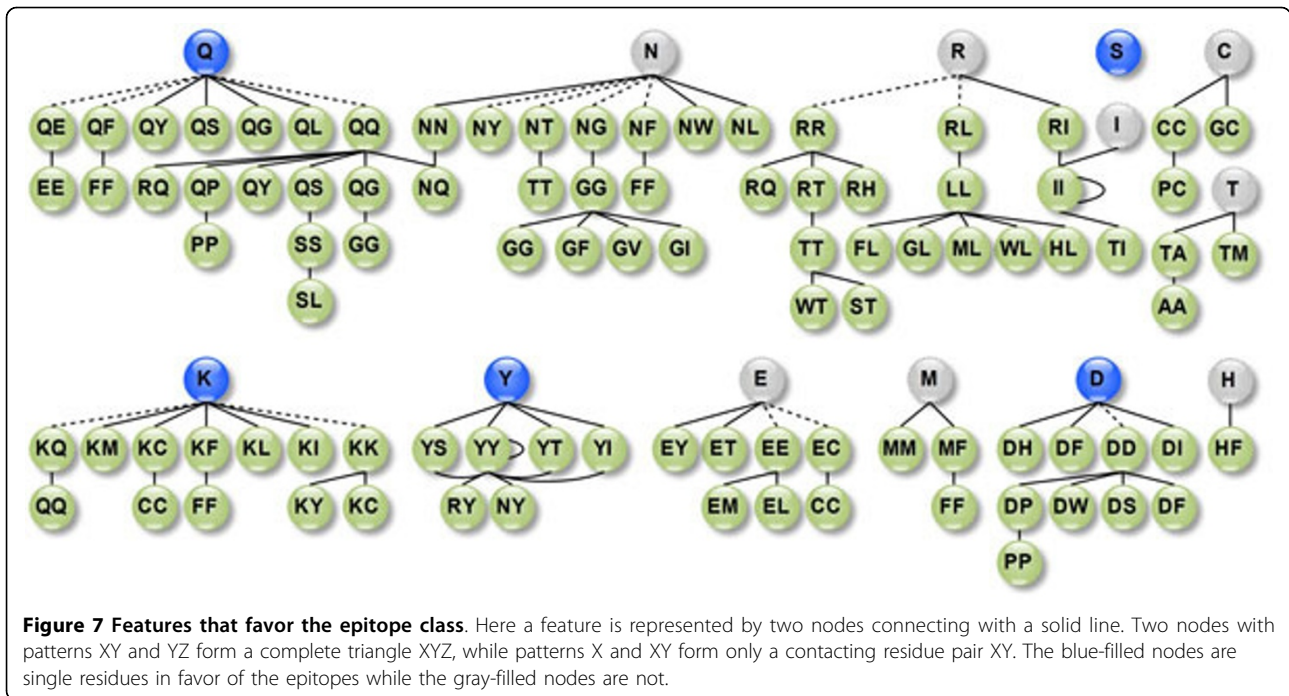 Q N R S C
QE QF QY QS QG QL QQ NN NY NT NG NF NW NL RR RL RI I CC GC
EE FF RQ QP QY QS QG NQ TT GG FF RQ RT RH LL II PC T
PP SS GG GG GF GV GI TT FL GL ML WL HL TI TA TM
SL WT ST AA
K Y E M D H
KQ KM KC KF KL KI KK YS YY YT YI EY ET EE EC MM MF DH DF DD DI HF
QQ CC FF KY KC RY NY EM EL CC FF DP DW DS DF
PP
Figure 7 Features that favor the epitope class. Here a feature is represented by two nodes connecting with a solid line. Two nodes with
patterns XY and YZ form a complete triangle XYZ, while patterns X and XY form only a contacting residue pair XY. The blue-filled nodes are
single residues in favor of the epitopes while the gray-filled nodes are not.